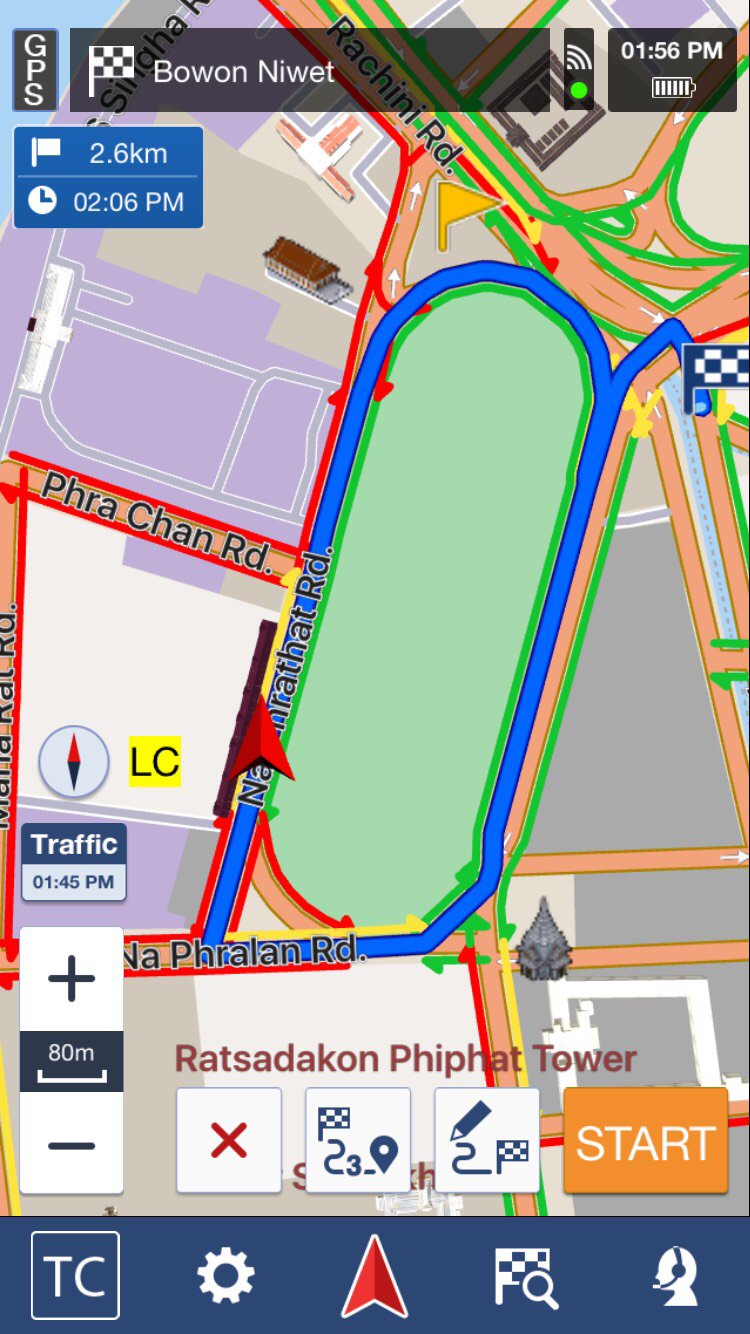 GPS
Bowon Niwet
01:56 PM
Rachini Rd.
2.6km
02:06 PM
Phra Chan Rd.
LC
Traffic
01:45 PM
Na Phralan Rd.
80m
Ratsadakon Phiphat Tower
START
TC